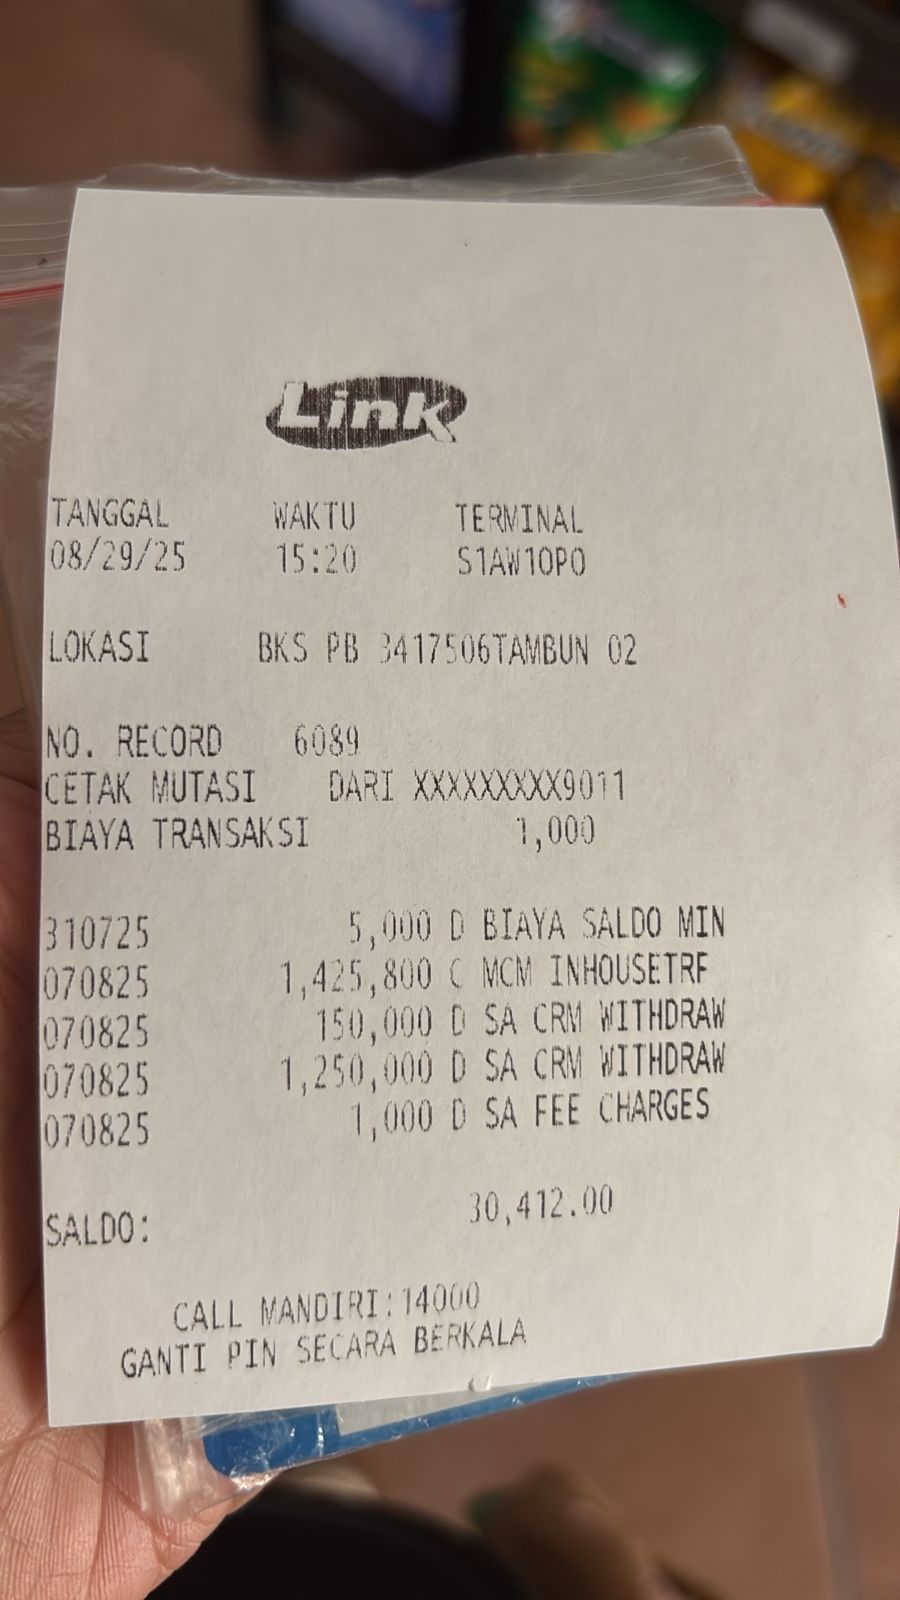 Link
TANGGAL WAKTU TERMINAL
08/29/25 15:20 S1AW10PO
LOKASI BKS PB 3417506TAMBUN 02
NO. RECORD 6089
CETAK MUTASI DARI XXXXXXXXX9011
BIAYA TRANSAKSI 1,000
310725 5,000 D BIAYA SALDO MIN
070825 1,425,800 C MCM INHOUSETRF
070825 150,000 D SA CRM WITHDRAW
070825 1,250,000 D SA CRM WITHDRAW
070825 1,000 D SA FEE CHARGES
SALDO: 30,412.00
CALL MANDIRI:14000
GANTI PIN SECARA BERKALA